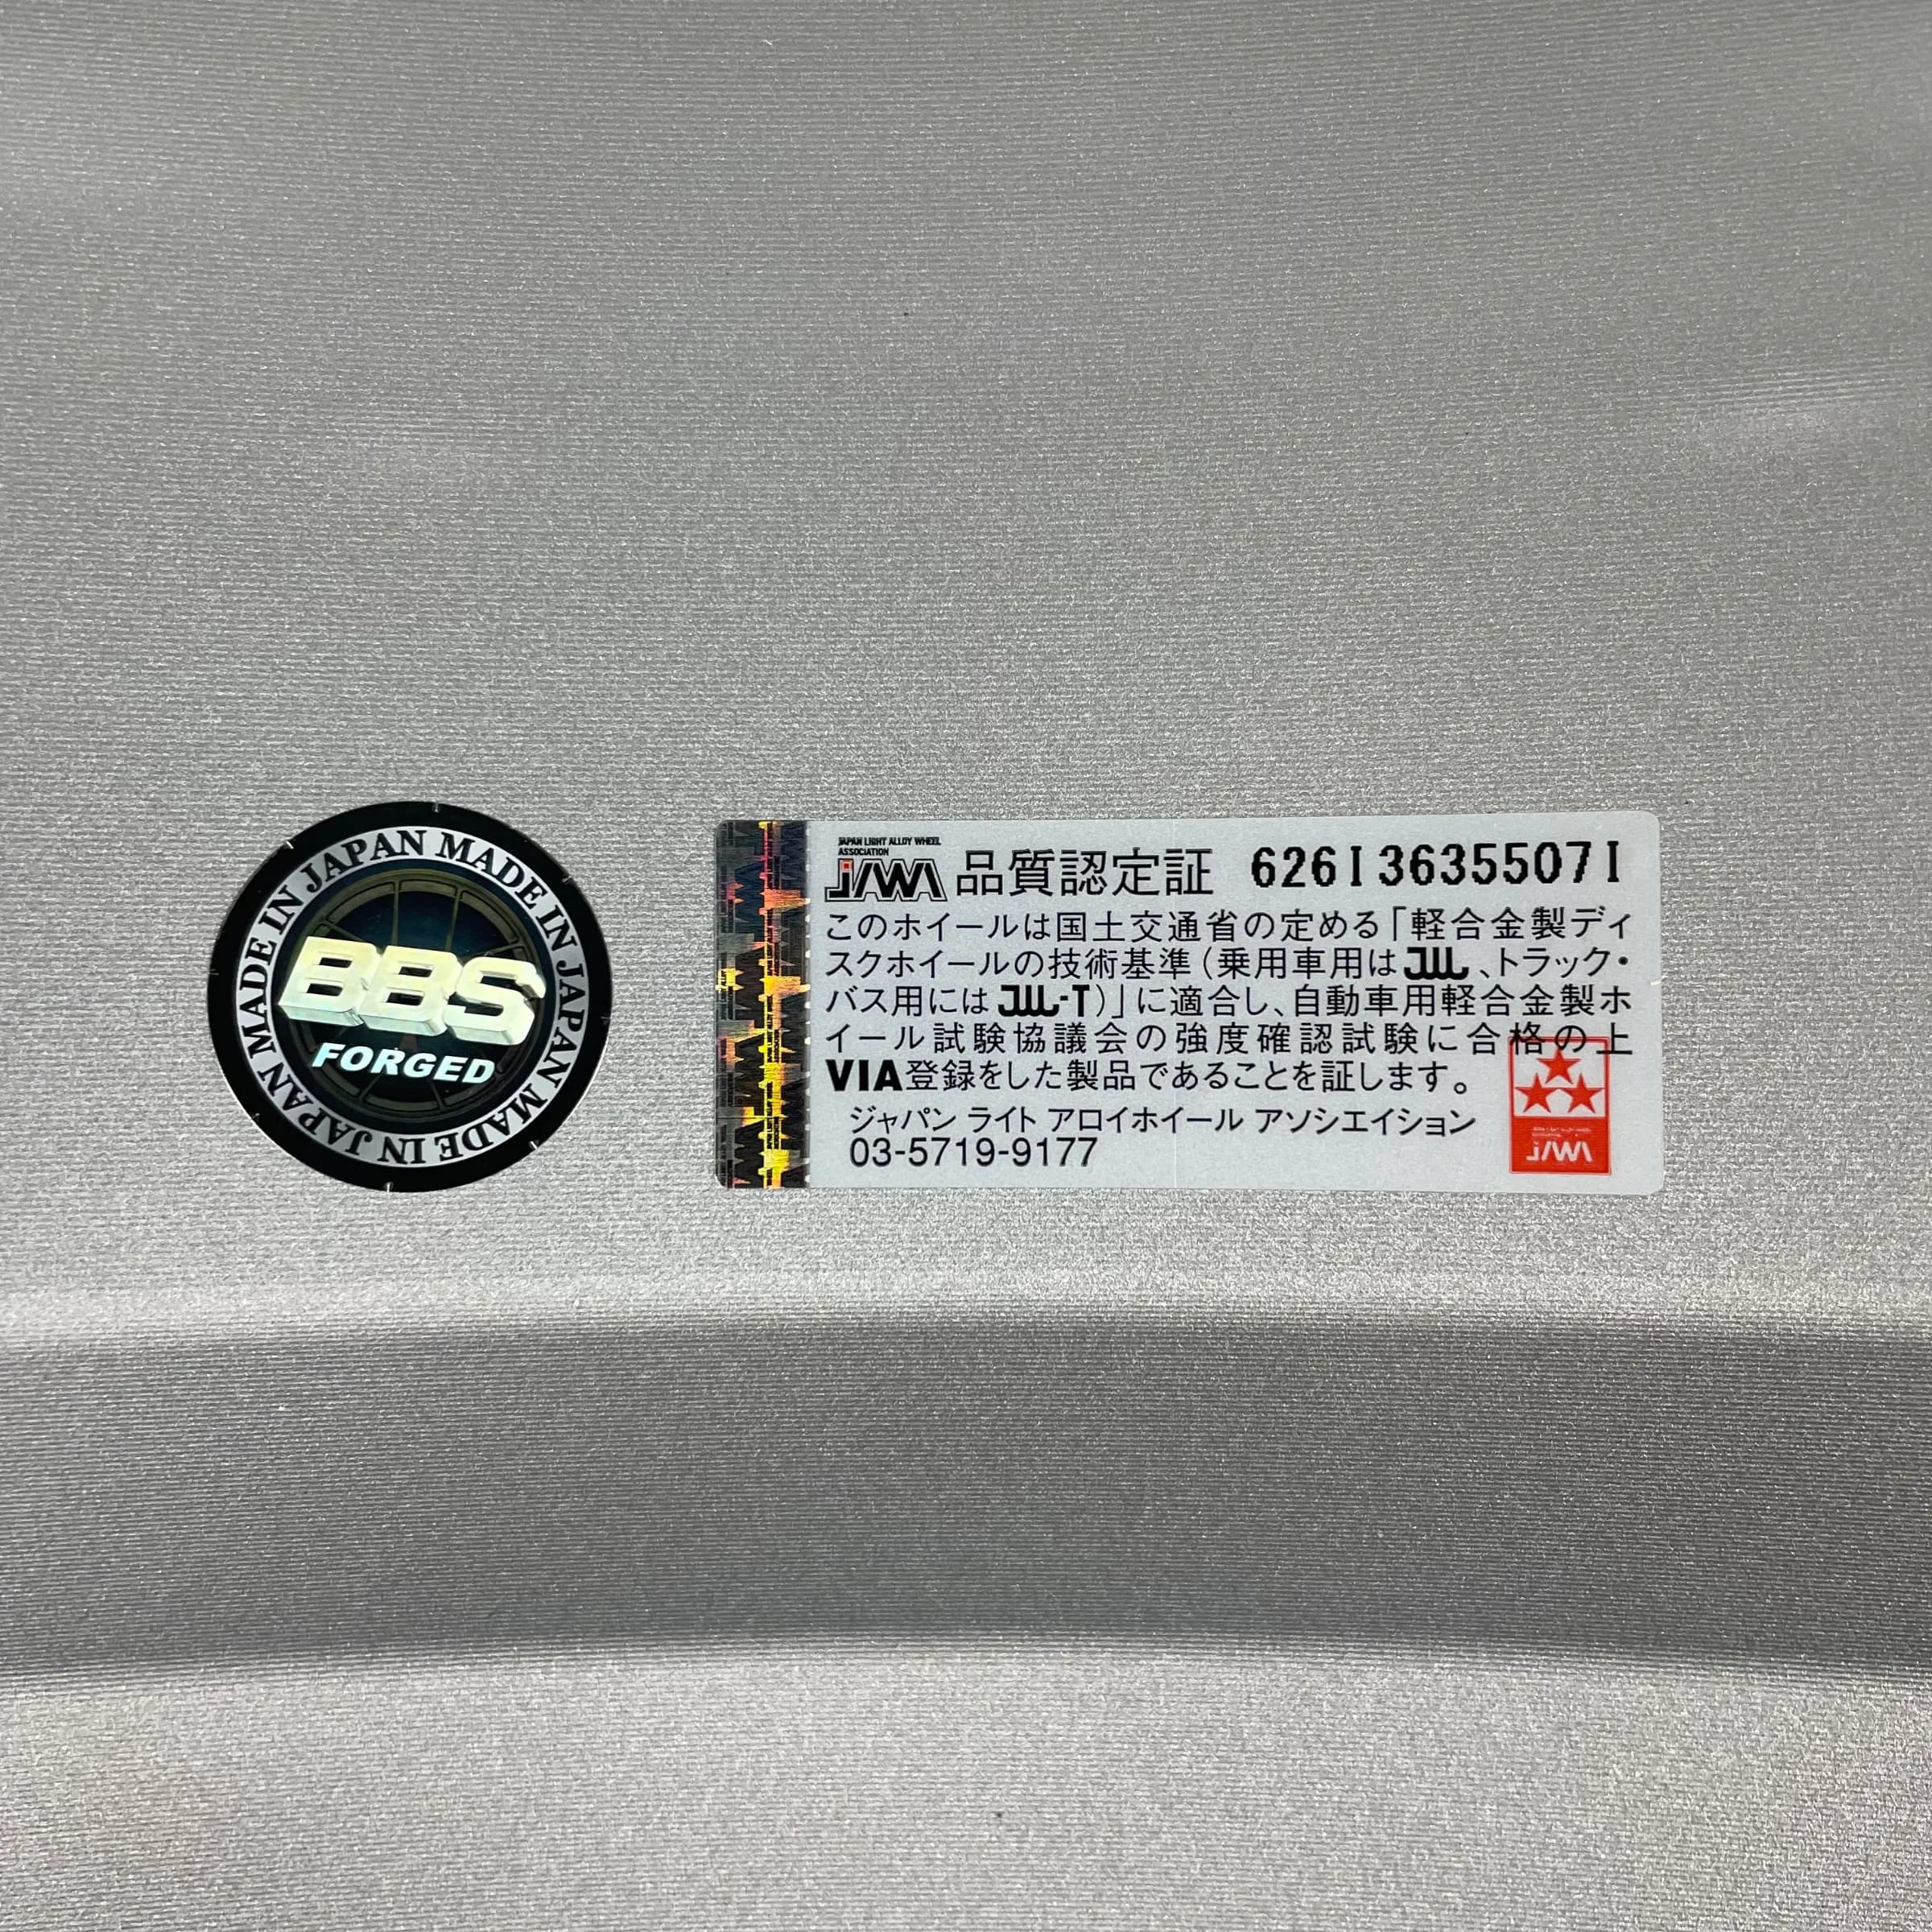 MADE IN JAPAN MADE IN JAPAN MADE IN JAPAN MADE IN JAPAN
BBS
FORGED
JAPAN LIGHT ALLOY WHEEL
ASSOCIATION
JAWA 品質認定証 626136355071
このホイールは国土交通省の定める「軽合金製ディ
スクホイールの技術基準(乗用車用はJWL、トラック・
バス用にはJWL-T)」に適合し、自動車用軽合金製ホ
イール試験協議会の強度確認試験に合格の上
VIA登録をした製品であることを証します。
ジャパン ライト アロイホイール アソシエイション
03-5719-9177
JAWA